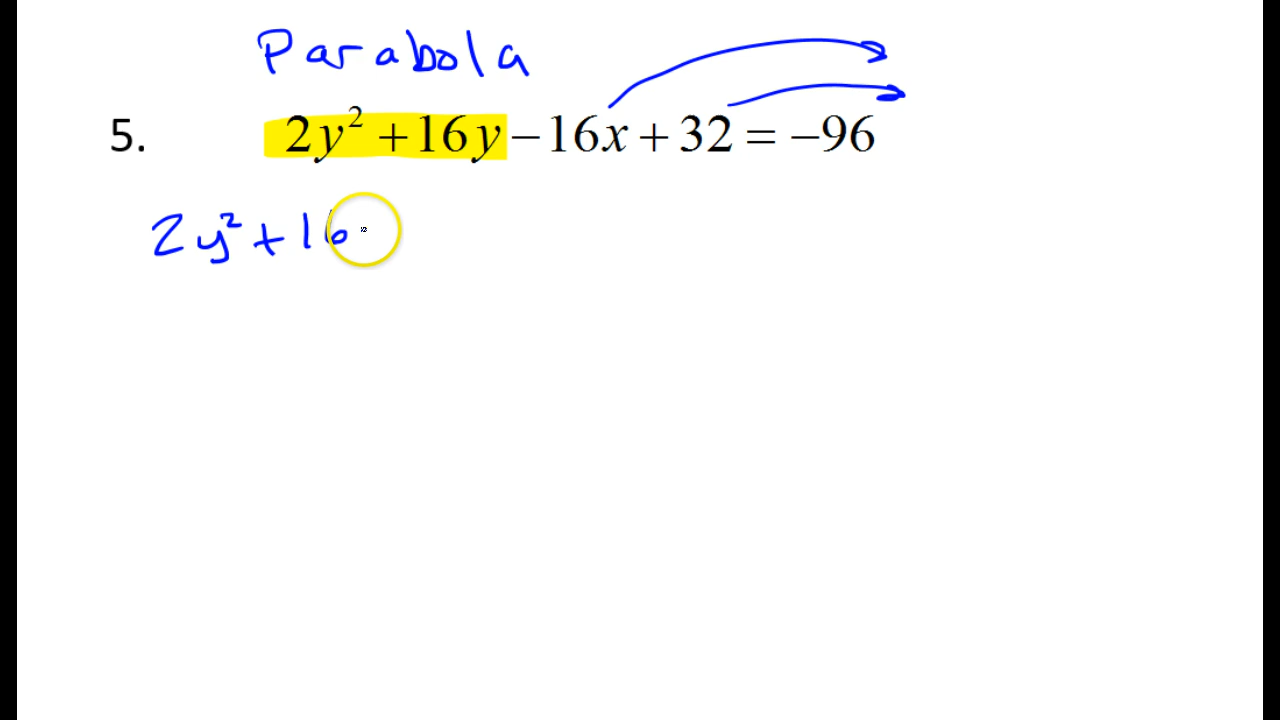 Parabola
5. 2y² + 16y − 16x + 32 = −96
2y² + 16